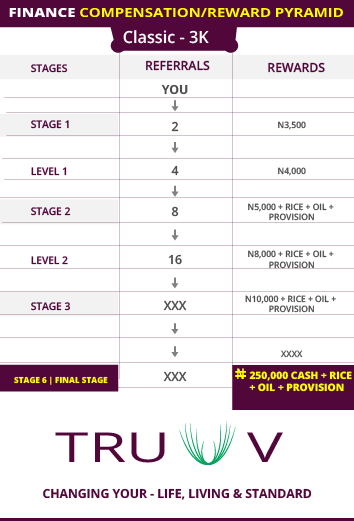 FINANCE COMPENSATION/REWARD PYRAMID
Classic - 3K
STAGES REFERRALS REWARDS
YOU
STAGE 1 2 N3,500
LEVEL 1 4 N4,000
STAGE 2 8 N5,000 + RICE + OIL + PROVISION
LEVEL 2 16 N8,000 + RICE + OIL + PROVISION
STAGE 3 XXX N10,000 + RICE + OIL + PROVISION
XXXX
STAGE 6 | FINAL STAGE XXX # 250,000 CASH + RICE + OIL + PROVISION
TRU V
CHANGING YOUR - LIFE, LIVING & STANDARD